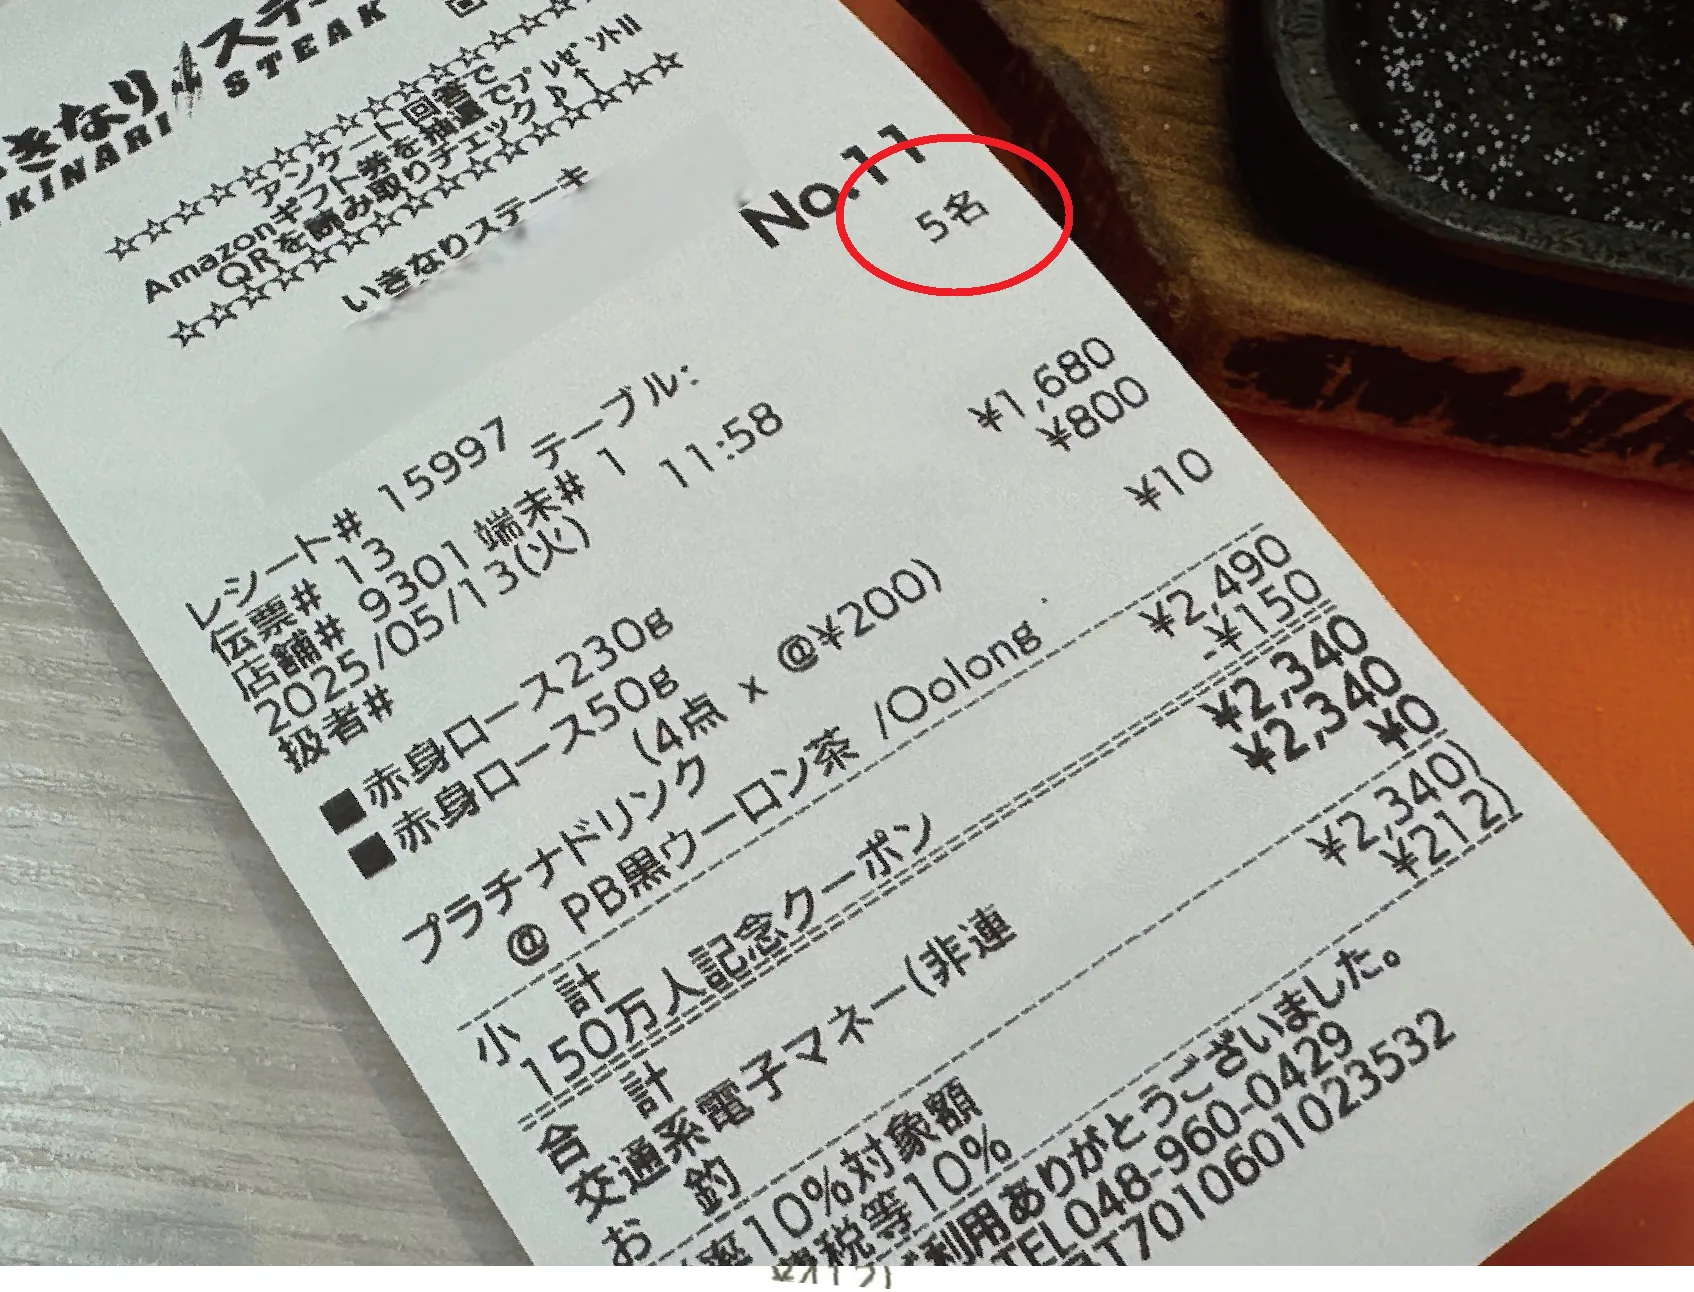 いきなり!ステーキ
IKINARI STEAK
☆☆☆☆☆☆☆☆☆☆☆☆☆☆☆☆
アンケート回答で
Amazonギフト券を抽選でプレゼント!!
QRを読み取りチェック♪↑
☆☆☆☆☆☆☆☆☆☆☆☆☆☆☆☆
いきなりステーキ
No.11
5名
レシート# 15997
伝票# 13 テーブル:
店舗# 9301 端末# 1
2025/05/13(火) 11:58
扱者#
■赤身ロース230g ¥1,680
■赤身ロース50g ¥800
(4点 x @¥200)
プラチナドリンク ¥10
@ PB黒ウーロン茶 /Oolong
小 計 ¥2,490
150万人記念クーポン -¥150
合 計 ¥2,340
交通系電子マネー(非連 ¥2,340
お 釣 ¥0
率10%対象額 ¥2,340)
税等10% ¥212)
ご利用ありがとうございました。
TEL048-960-0429
T7010601023532